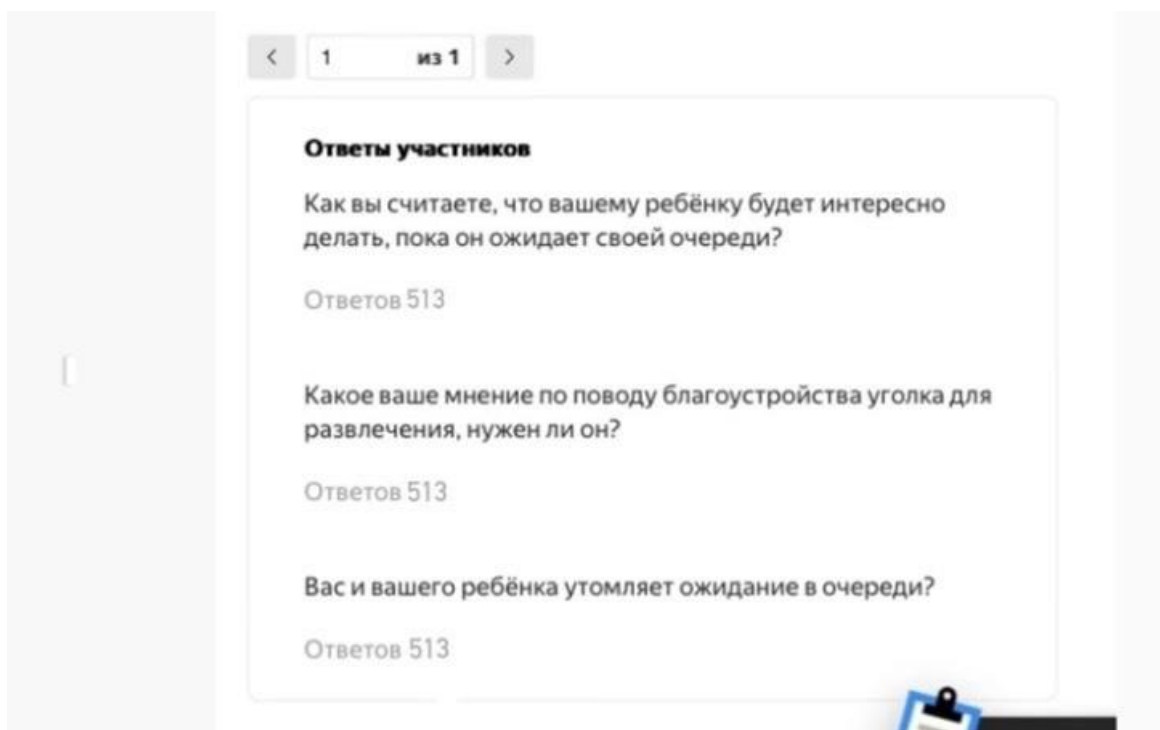 1 из 1
Ответы участников
Как вы считаете, что вашему ребёнку будет интересно
делать, пока он ожидает своей очереди?
Ответов 513
Какое ваше мнение по поводу благоустройства уголка для
развлечения, нужен ли он?
Ответов 513
Вас и вашего ребёнка утомляет ожидание в очереди?
Ответов 513